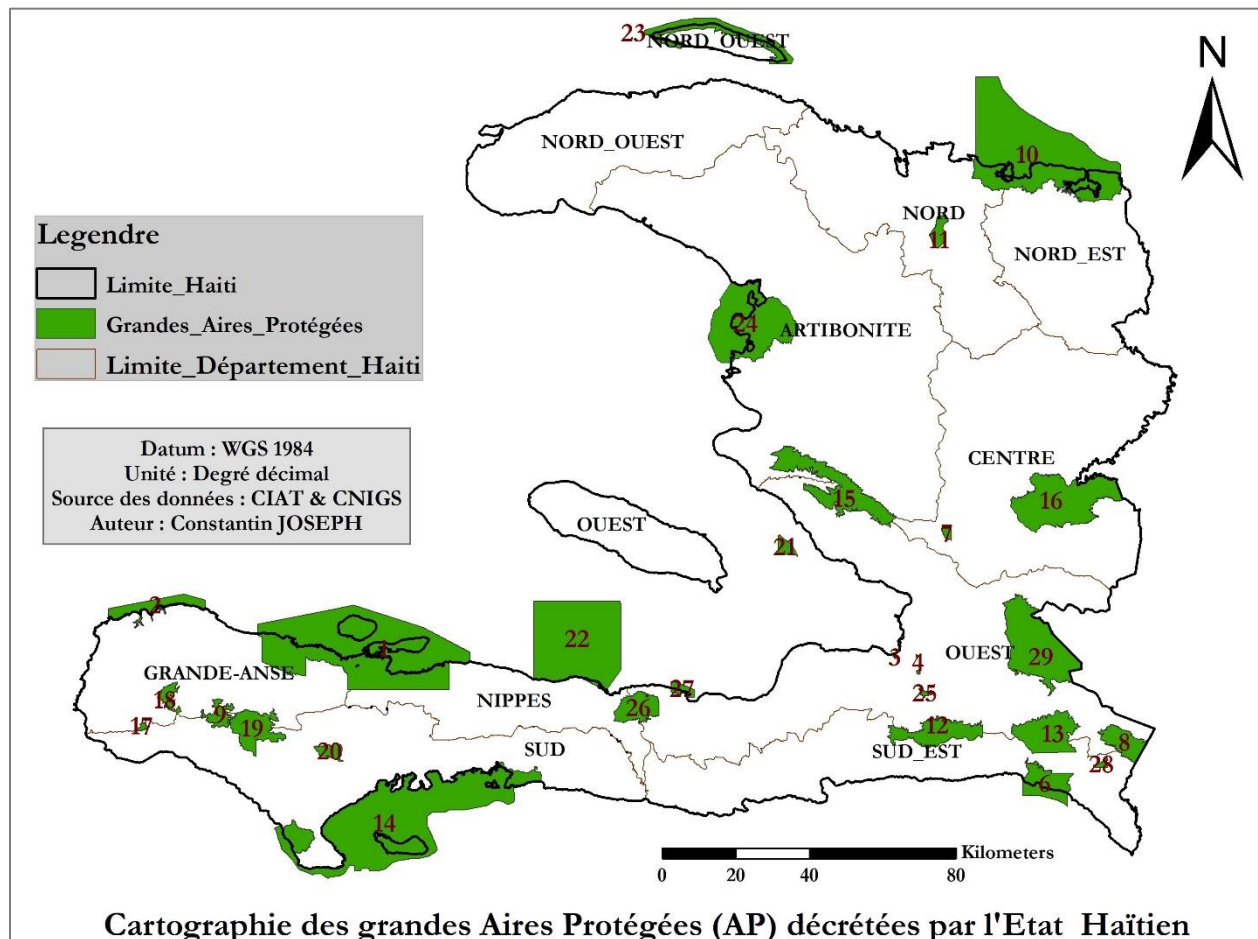 23
NORD_OUEST
N
NORD_OUEST
10
NORD
11
NORD_EST
Legendre
Limite_Haiti
Grandes_Aires_Protégées
Limite_Département_Haiti
24
ARTIBONITE
Datum : WGS 1984
Unité : Degré décimal
Source des données : CIAT & CNIGS
Auteur : Constantin JOSEPH
CENTRE
15
16
OUEST
7
21
2
1
22
3
4
OUEST
29
GRANDE-ANSE
NIPPES
27
25
18
26
17
9
19
12
13
8
20
SUD
SUD_EST
28
6
14
Kilometers
0 20 40 80
Cartographie des grandes Aires Protégées (AP) décrétées par l'Etat Haïtien